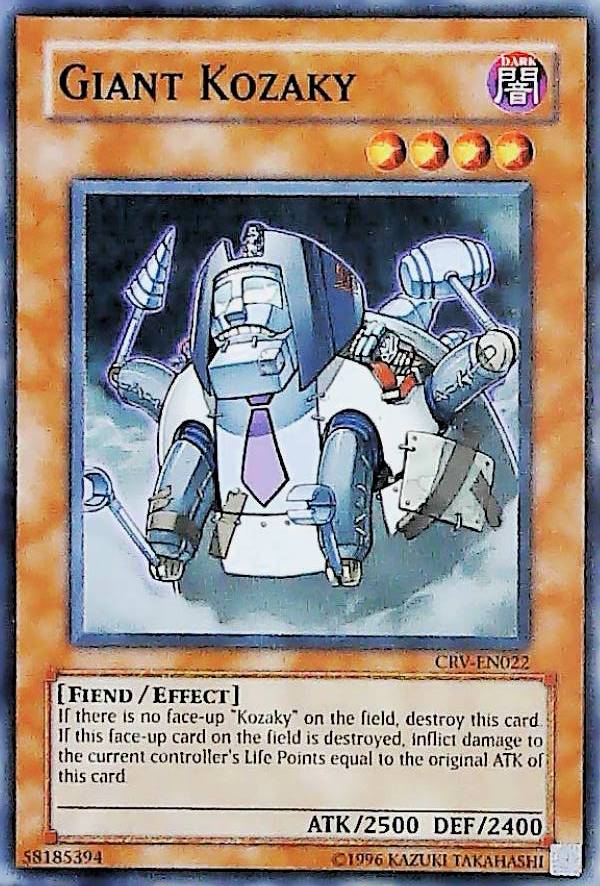 GIANT KOZAKY
DARK
闇
CRV-EN022
[FIEND/EFFECT]
If there is no face-up "Kozaky" on the field, destroy this card.
If this face-up card on the field is destroyed, inflict damage to
the current controller's Life Points equal to the original ATK of
this card
ATK/2500 DEF/2400
58185394
©1996 KAZUKI TAKAHASHI